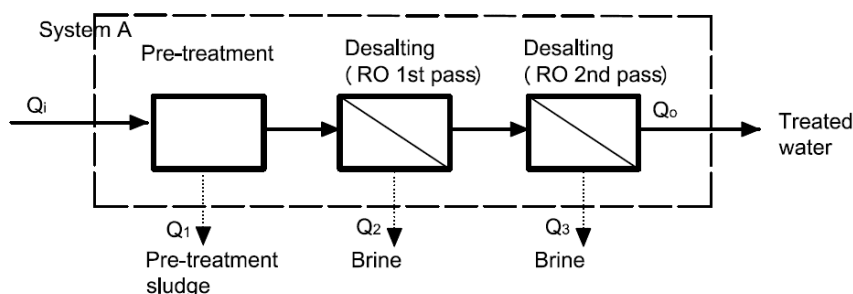 System A
Pre-treatment
Desalting
( RO 1st pass)
Desalting
( RO 2nd pass)
Qi
Qo
Treated
water
Q1
Q2
Q3
Pre-treatment
sludge
Brine
Brine